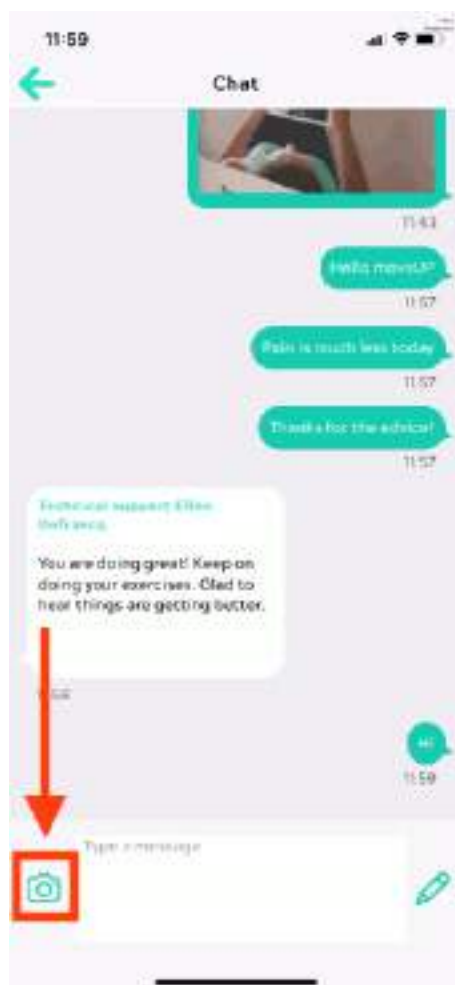 11:59
Chat
11:43
Hello moveUP
11:57
Pain is much less today
11:57
Thanks for the advice!
11:57
Technical support
You are doing great! Keep on
doing your exercises. Glad to
hear things are getting better.
Hi
11:59
Type a message